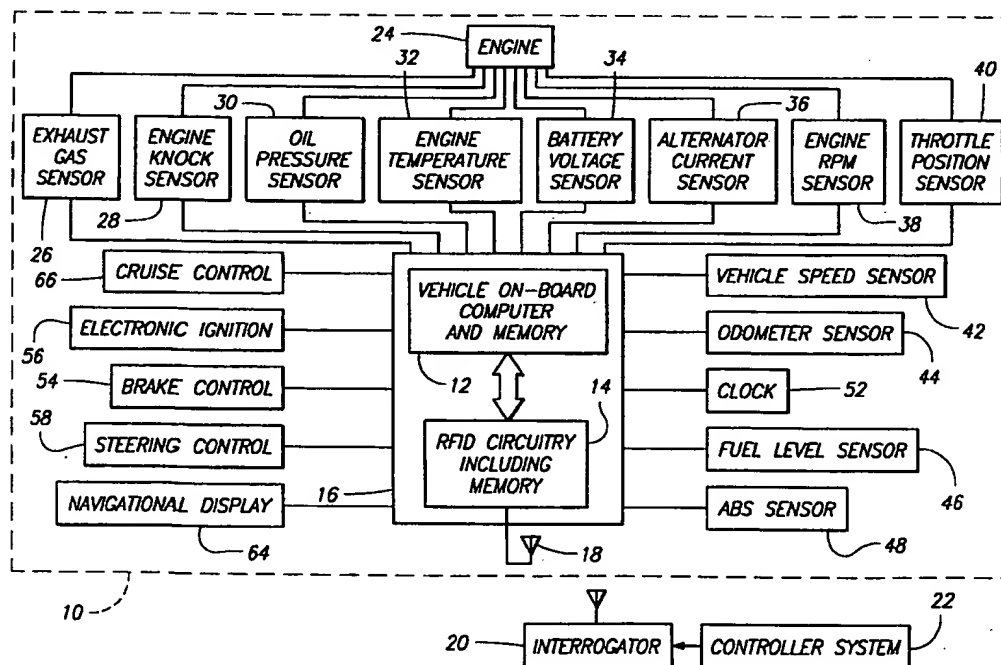 24
ENGINE
32
34
40
30
36
EXHAUST
GAS
SENSOR
ENGINE
KNOCK
SENSOR
OIL
PRESSURE
SENSOR
ENGINE
TEMPERATURE
SENSOR
BATTERY
VOLTAGE
SENSOR
ALTERNATOR
CURRENT
SENSOR
ENGINE
RPM
SENSOR
THROTTLE
POSITION
SENSOR
28
38
26
CRUISE CONTROL
66
VEHICLE ON-BOARD
COMPUTER
AND MEMORY
VEHICLE SPEED SENSOR
42
ELECTRONIC IGNITION
56
ODOMETER SENSOR
44
12
14
54
BRAKE CONTROL
CLOCK
52
58
STEERING CONTROL
RFID CIRCUITRY
INCLUDING
MEMORY
FUEL LEVEL SENSOR
46
16
NAVIGATIONAL DISPLAY
64
ABS SENSOR
48
18
10
20
INTERROGATOR
CONTROLLER SYSTEM
22